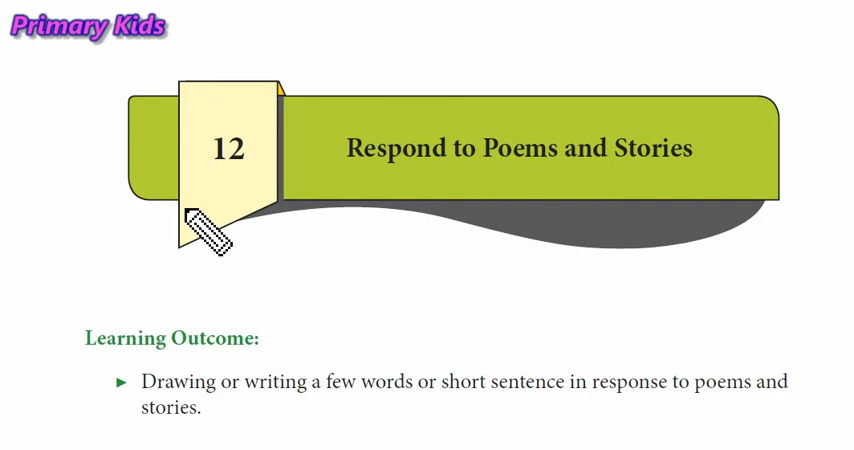 Primary Kids
12
Respond to Poems and Stories
Learning Outcome:
► Drawing or writing a few words or short sentence in response to poems and
stories.